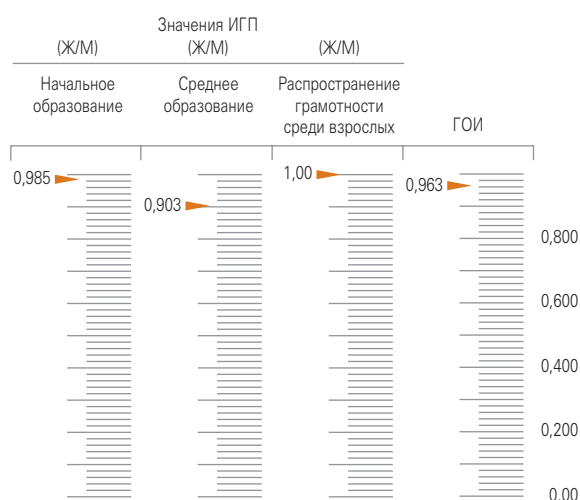 Значения ИГП
(Ж/М) (Ж/М) (Ж/М)
Начальное
образование
Среднее
образование
Распространение
грамотности
среди взрослых
ГОИ
0,985
0,903
1,00
0,963
0,800
0,600
0,400
0,200
0,00